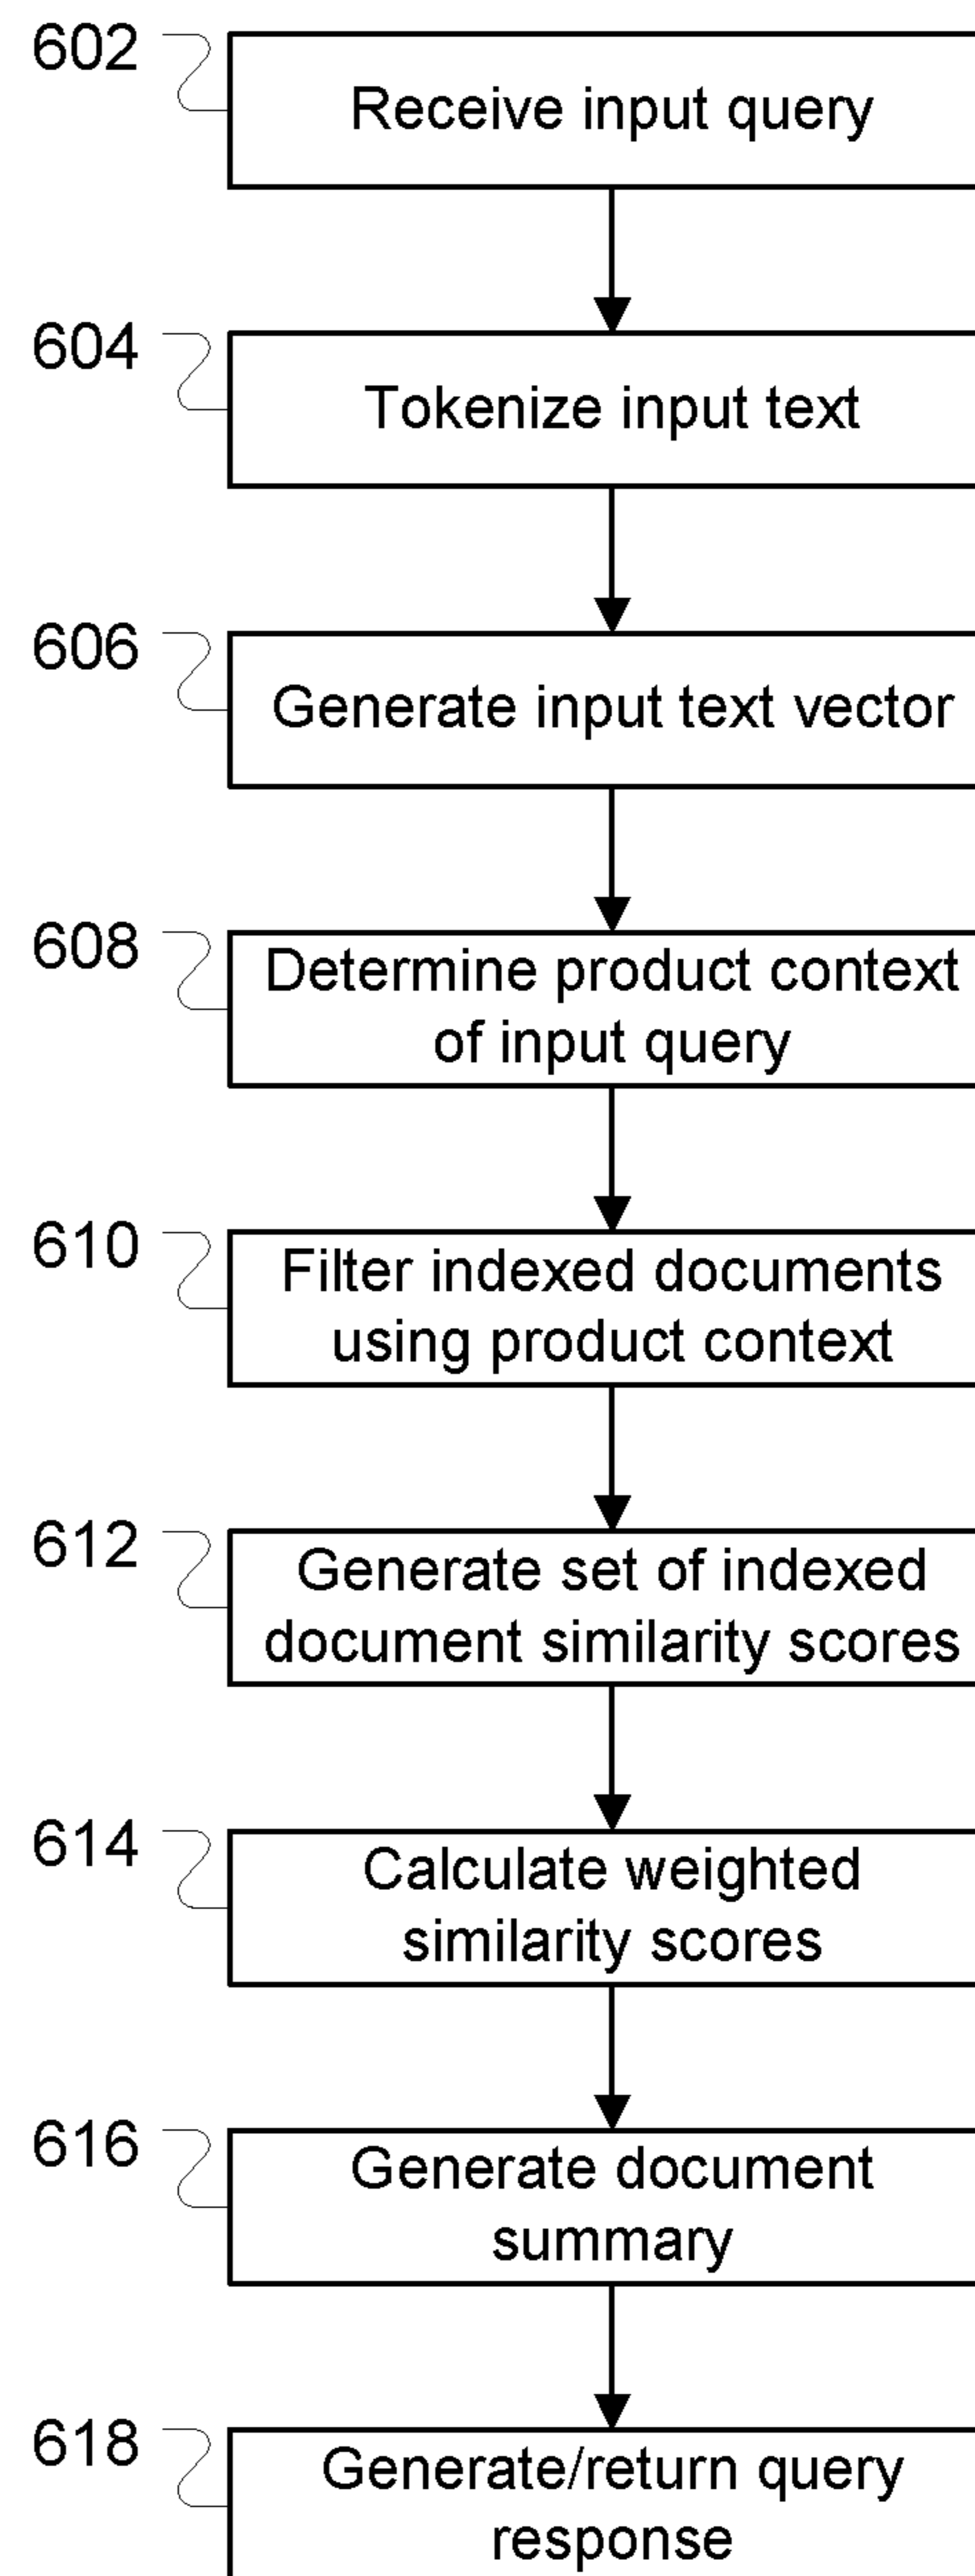 602
Receive input query
604
Tokenize input text
606
Generate input text vector
608
Determine product context
of input query
610
Filter indexed documents
using product context
612
Generate set of indexed
document similarity scores
614
Calculate weighted
similarity scores
616
Generate document
summary
618
Generate/return query
response